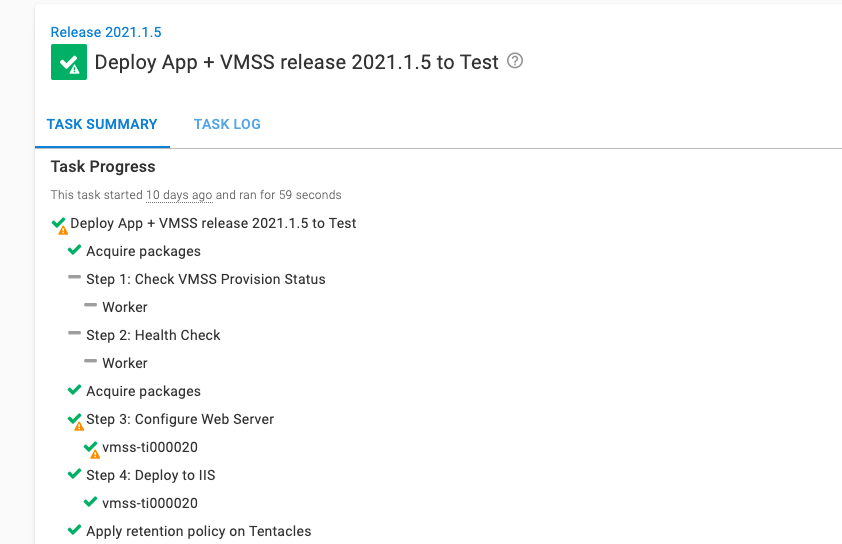 Release 2021.1.5
Deploy App + VMSS release 2021.1.5 to Test
TASK SUMMARY TASK LOG
Task Progress
This task started 10 days ago and ran for 59 seconds
Deploy App + VMSS release 2021.1.5 to Test
Acquire packages
Step 1: Check VMSS Provision Status
Worker
Step 2: Health Check
Worker
Acquire packages
Step 3: Configure Web Server
vmss-ti000020
Step 4: Deploy to IIS
vmss-ti000020
Apply retention policy on Tentacles